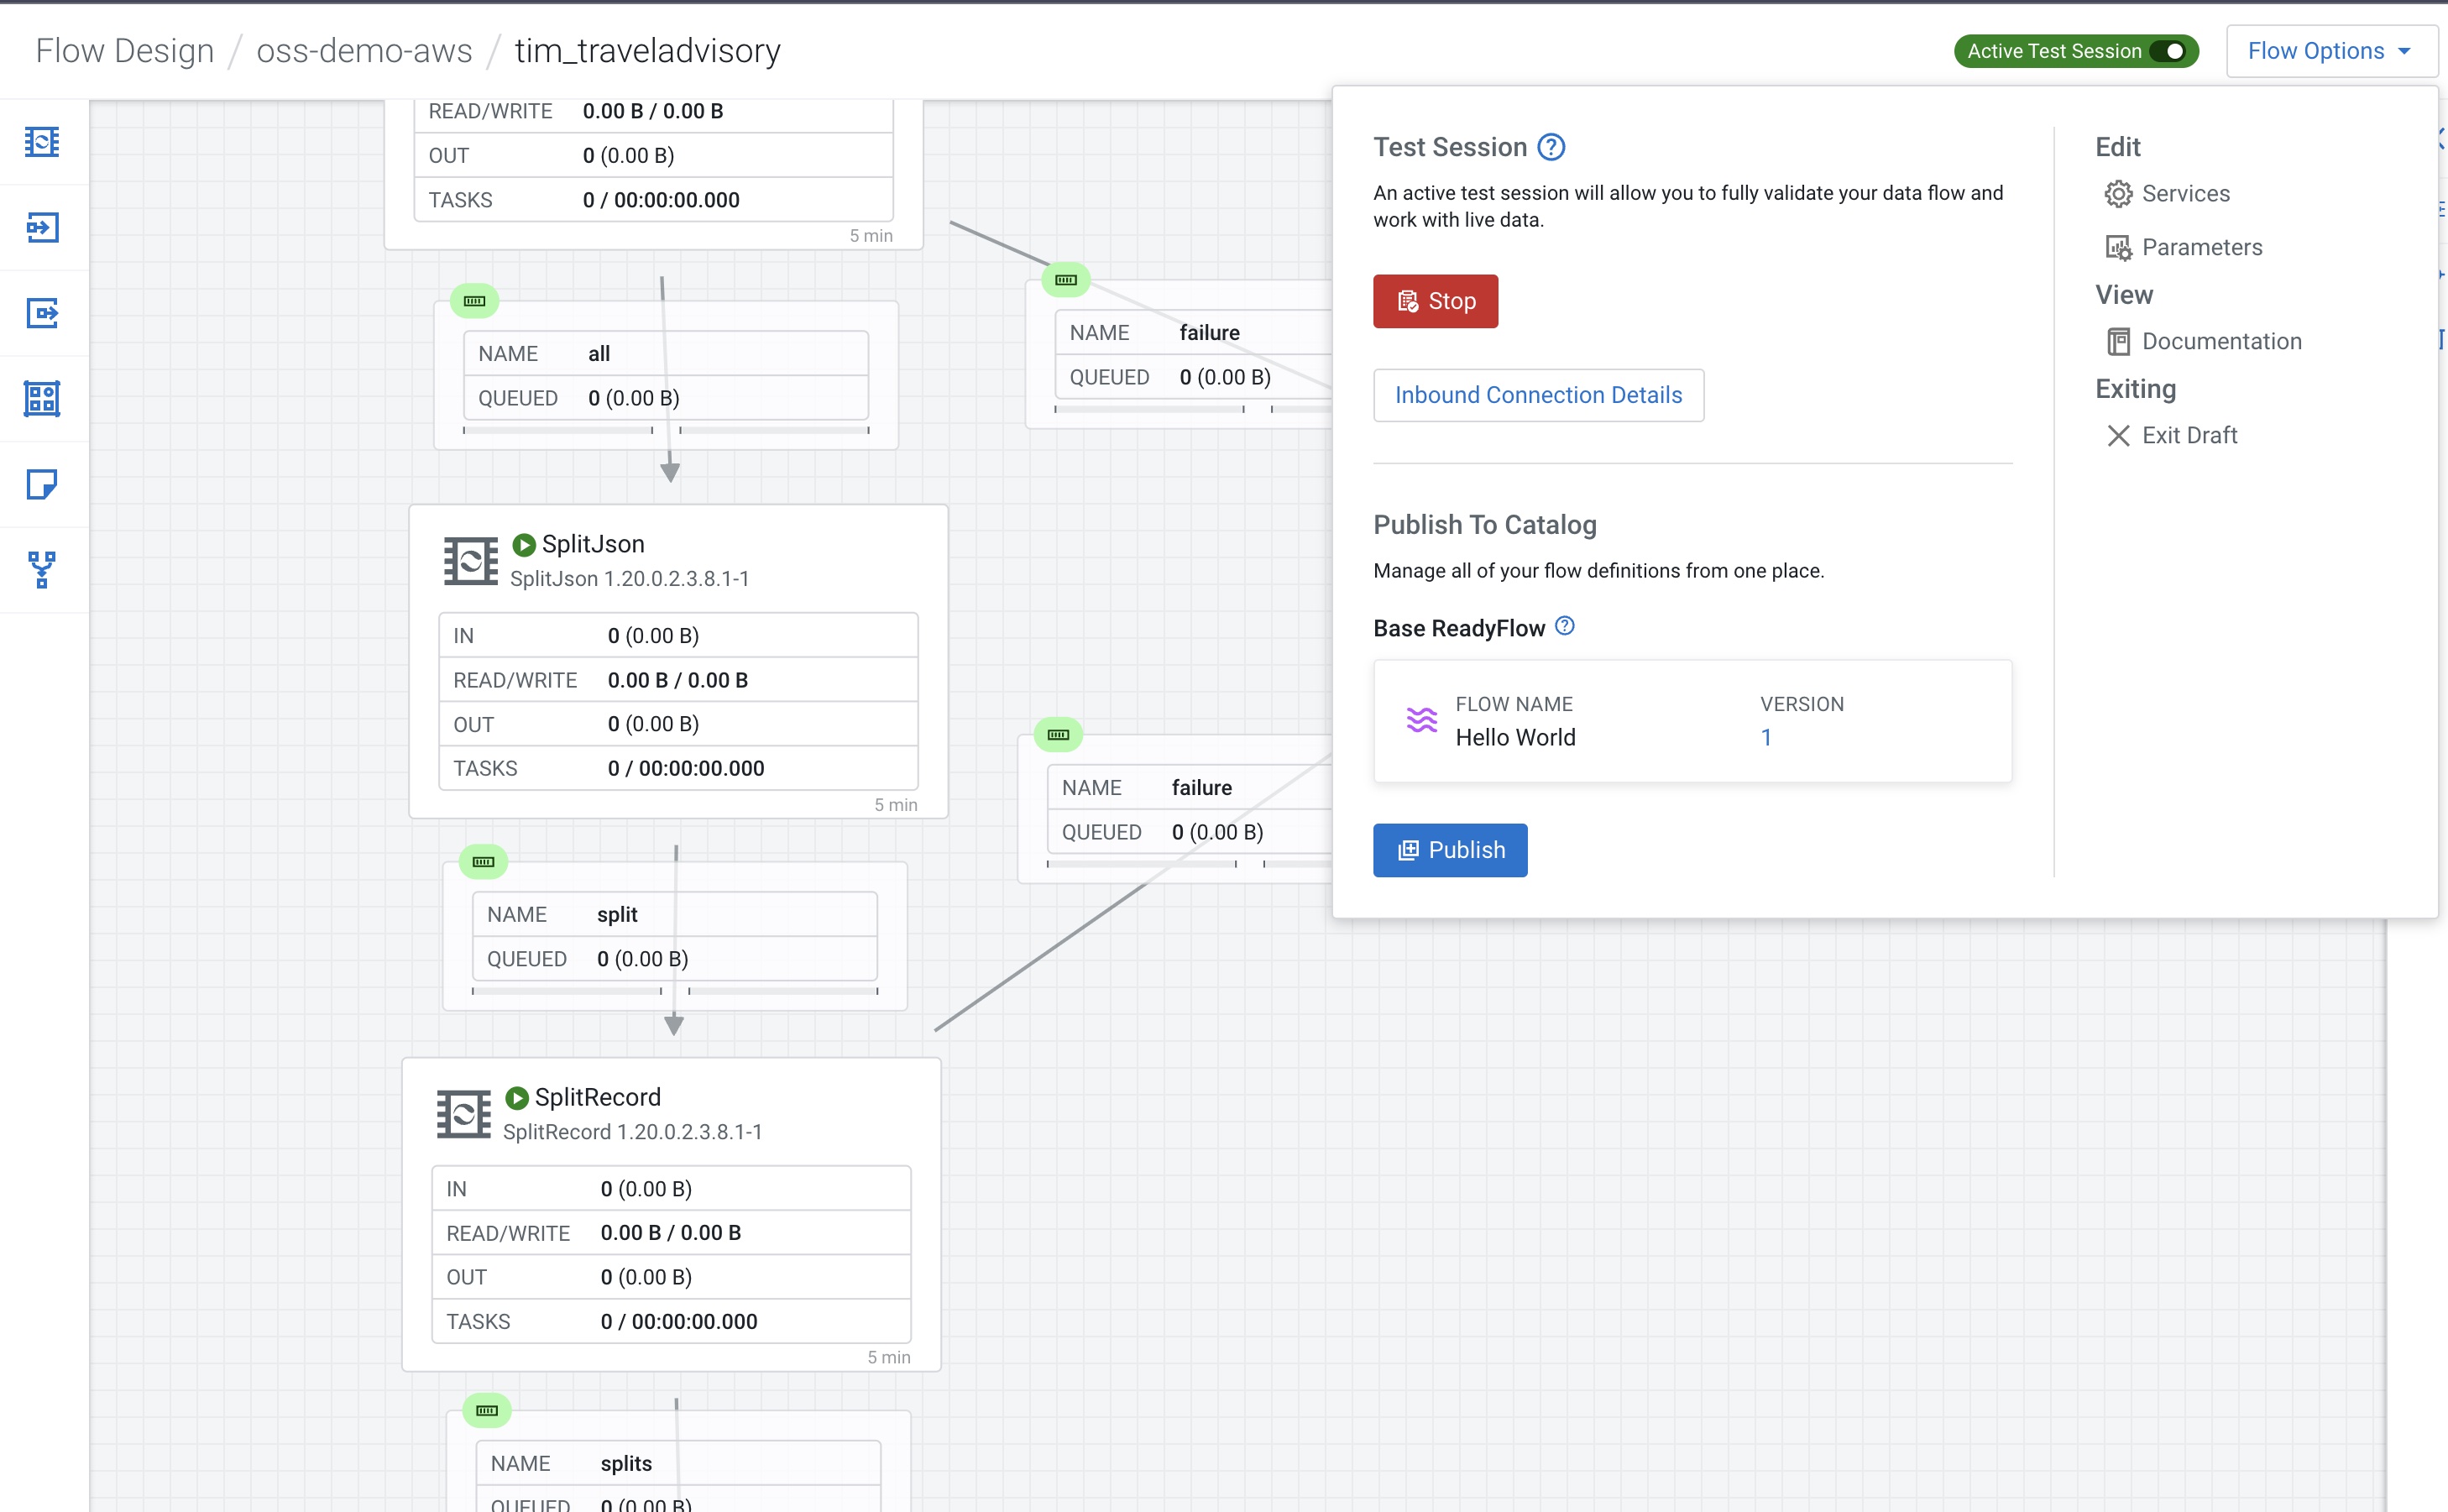 Flow Design / oss-demo-aws / tim_traveladvisory
Active Test Session
Flow Options
READ/WRITE 0.00 B / 0.00 B
OUT 0 (0.00 B)
TASKS 0 / 00:00:00.000
5 min
NAME all
QUEUED 0 (0.00 B)
NAME failure
QUEUED 0 (0.00 B)
SplitJson
SplitJson 1.20.0.2.3.8.1-1
IN 0 (0.00 B)
READ/WRITE 0.00 B / 0.00 B
OUT 0 (0.00 B)
TASKS 0 / 00:00:00.000
5 min
NAME failure
QUEUED 0 (0.00 B)
NAME split
QUEUED 0 (0.00 B)
SplitRecord
SplitRecord 1.20.0.2.3.8.1-1
IN 0 (0.00 B)
READ/WRITE 0.00 B / 0.00 B
OUT 0 (0.00 B)
TASKS 0 / 00:00:00.000
5 min
NAME splits
QUEUED 0 (0.00 B)
Test Session
An active test session will allow you to fully validate your data flow and
work with live data.
Stop
Inbound Connection Details
Publish To Catalog
Manage all of your flow definitions from one place.
Base ReadyFlow
FLOW NAME VERSION
Hello World 1
Publish
Edit
Services
Parameters
View
Documentation
Exiting
Exit Draft